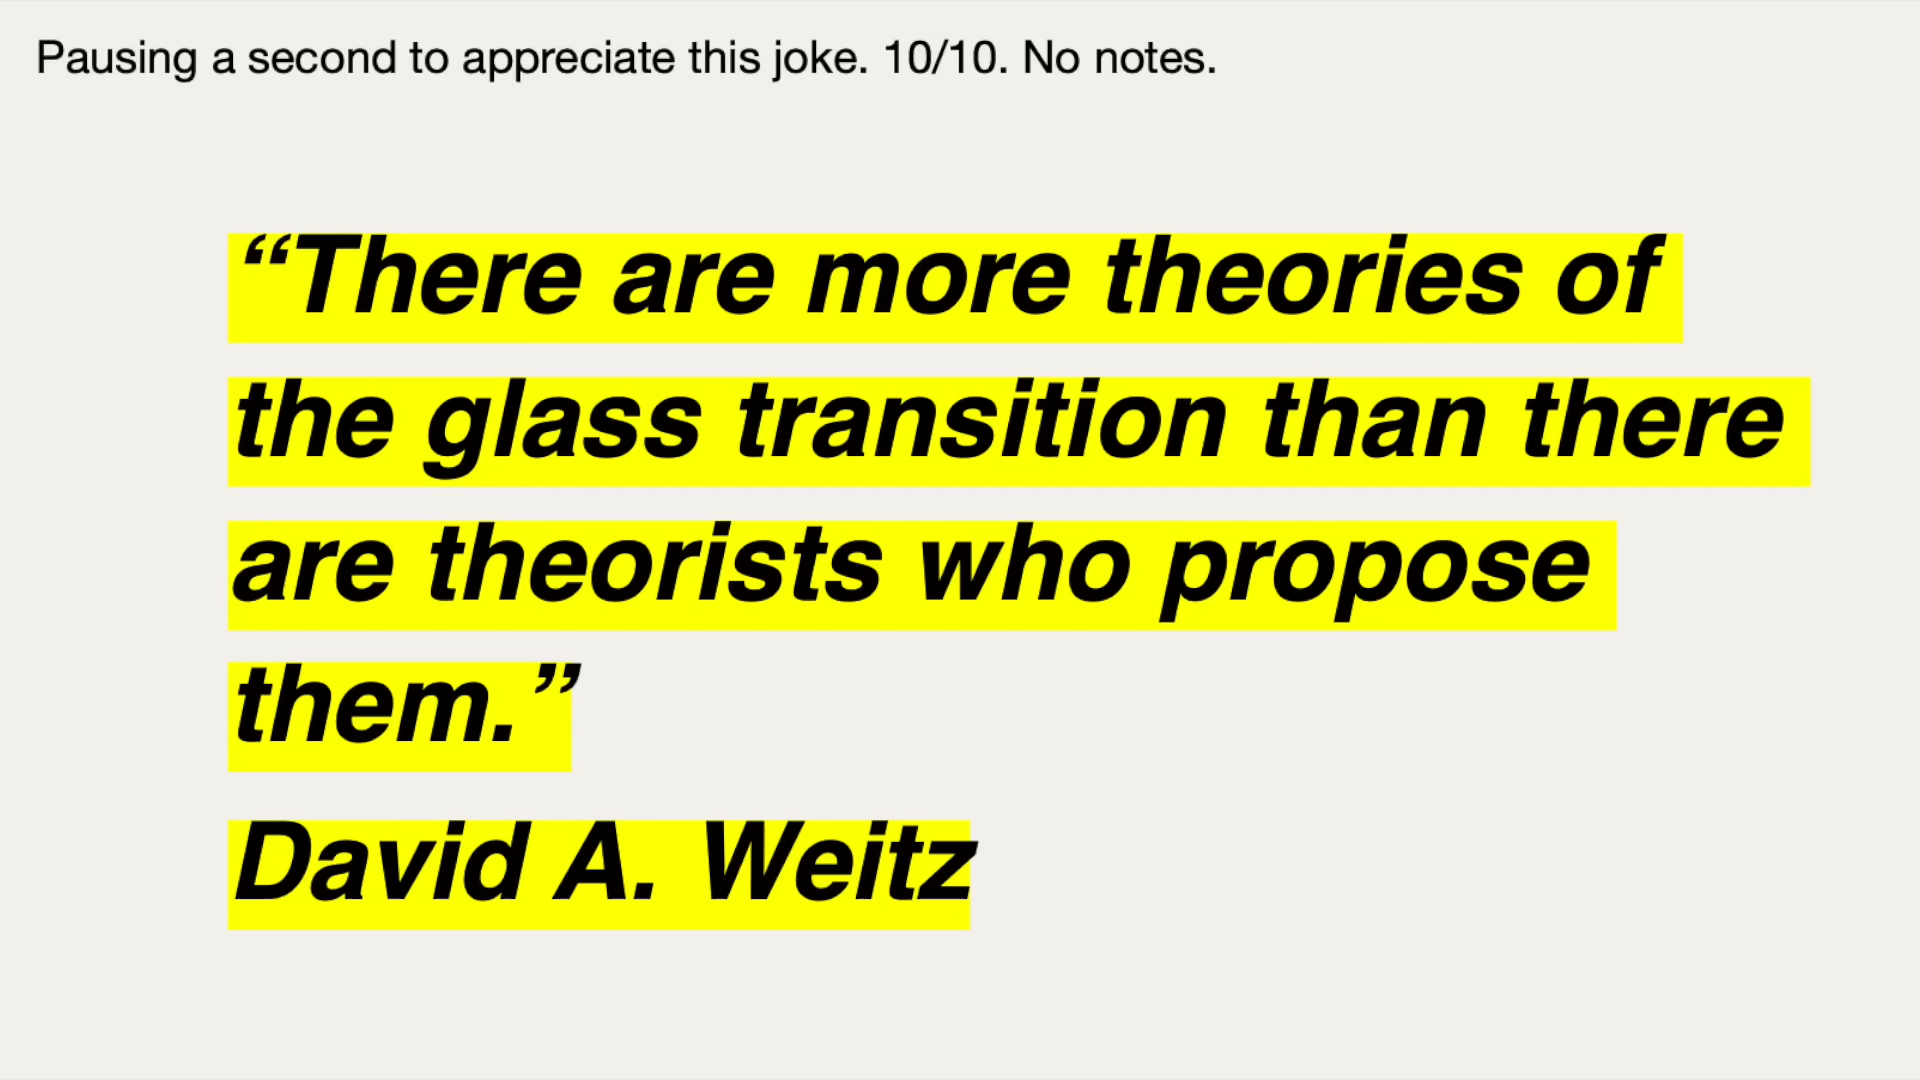 Pausing a second to appreciate this joke. 10/10. No notes.
“There are more theories of
the glass transition than there
are theorists who propose
them.”
David A. Weitz